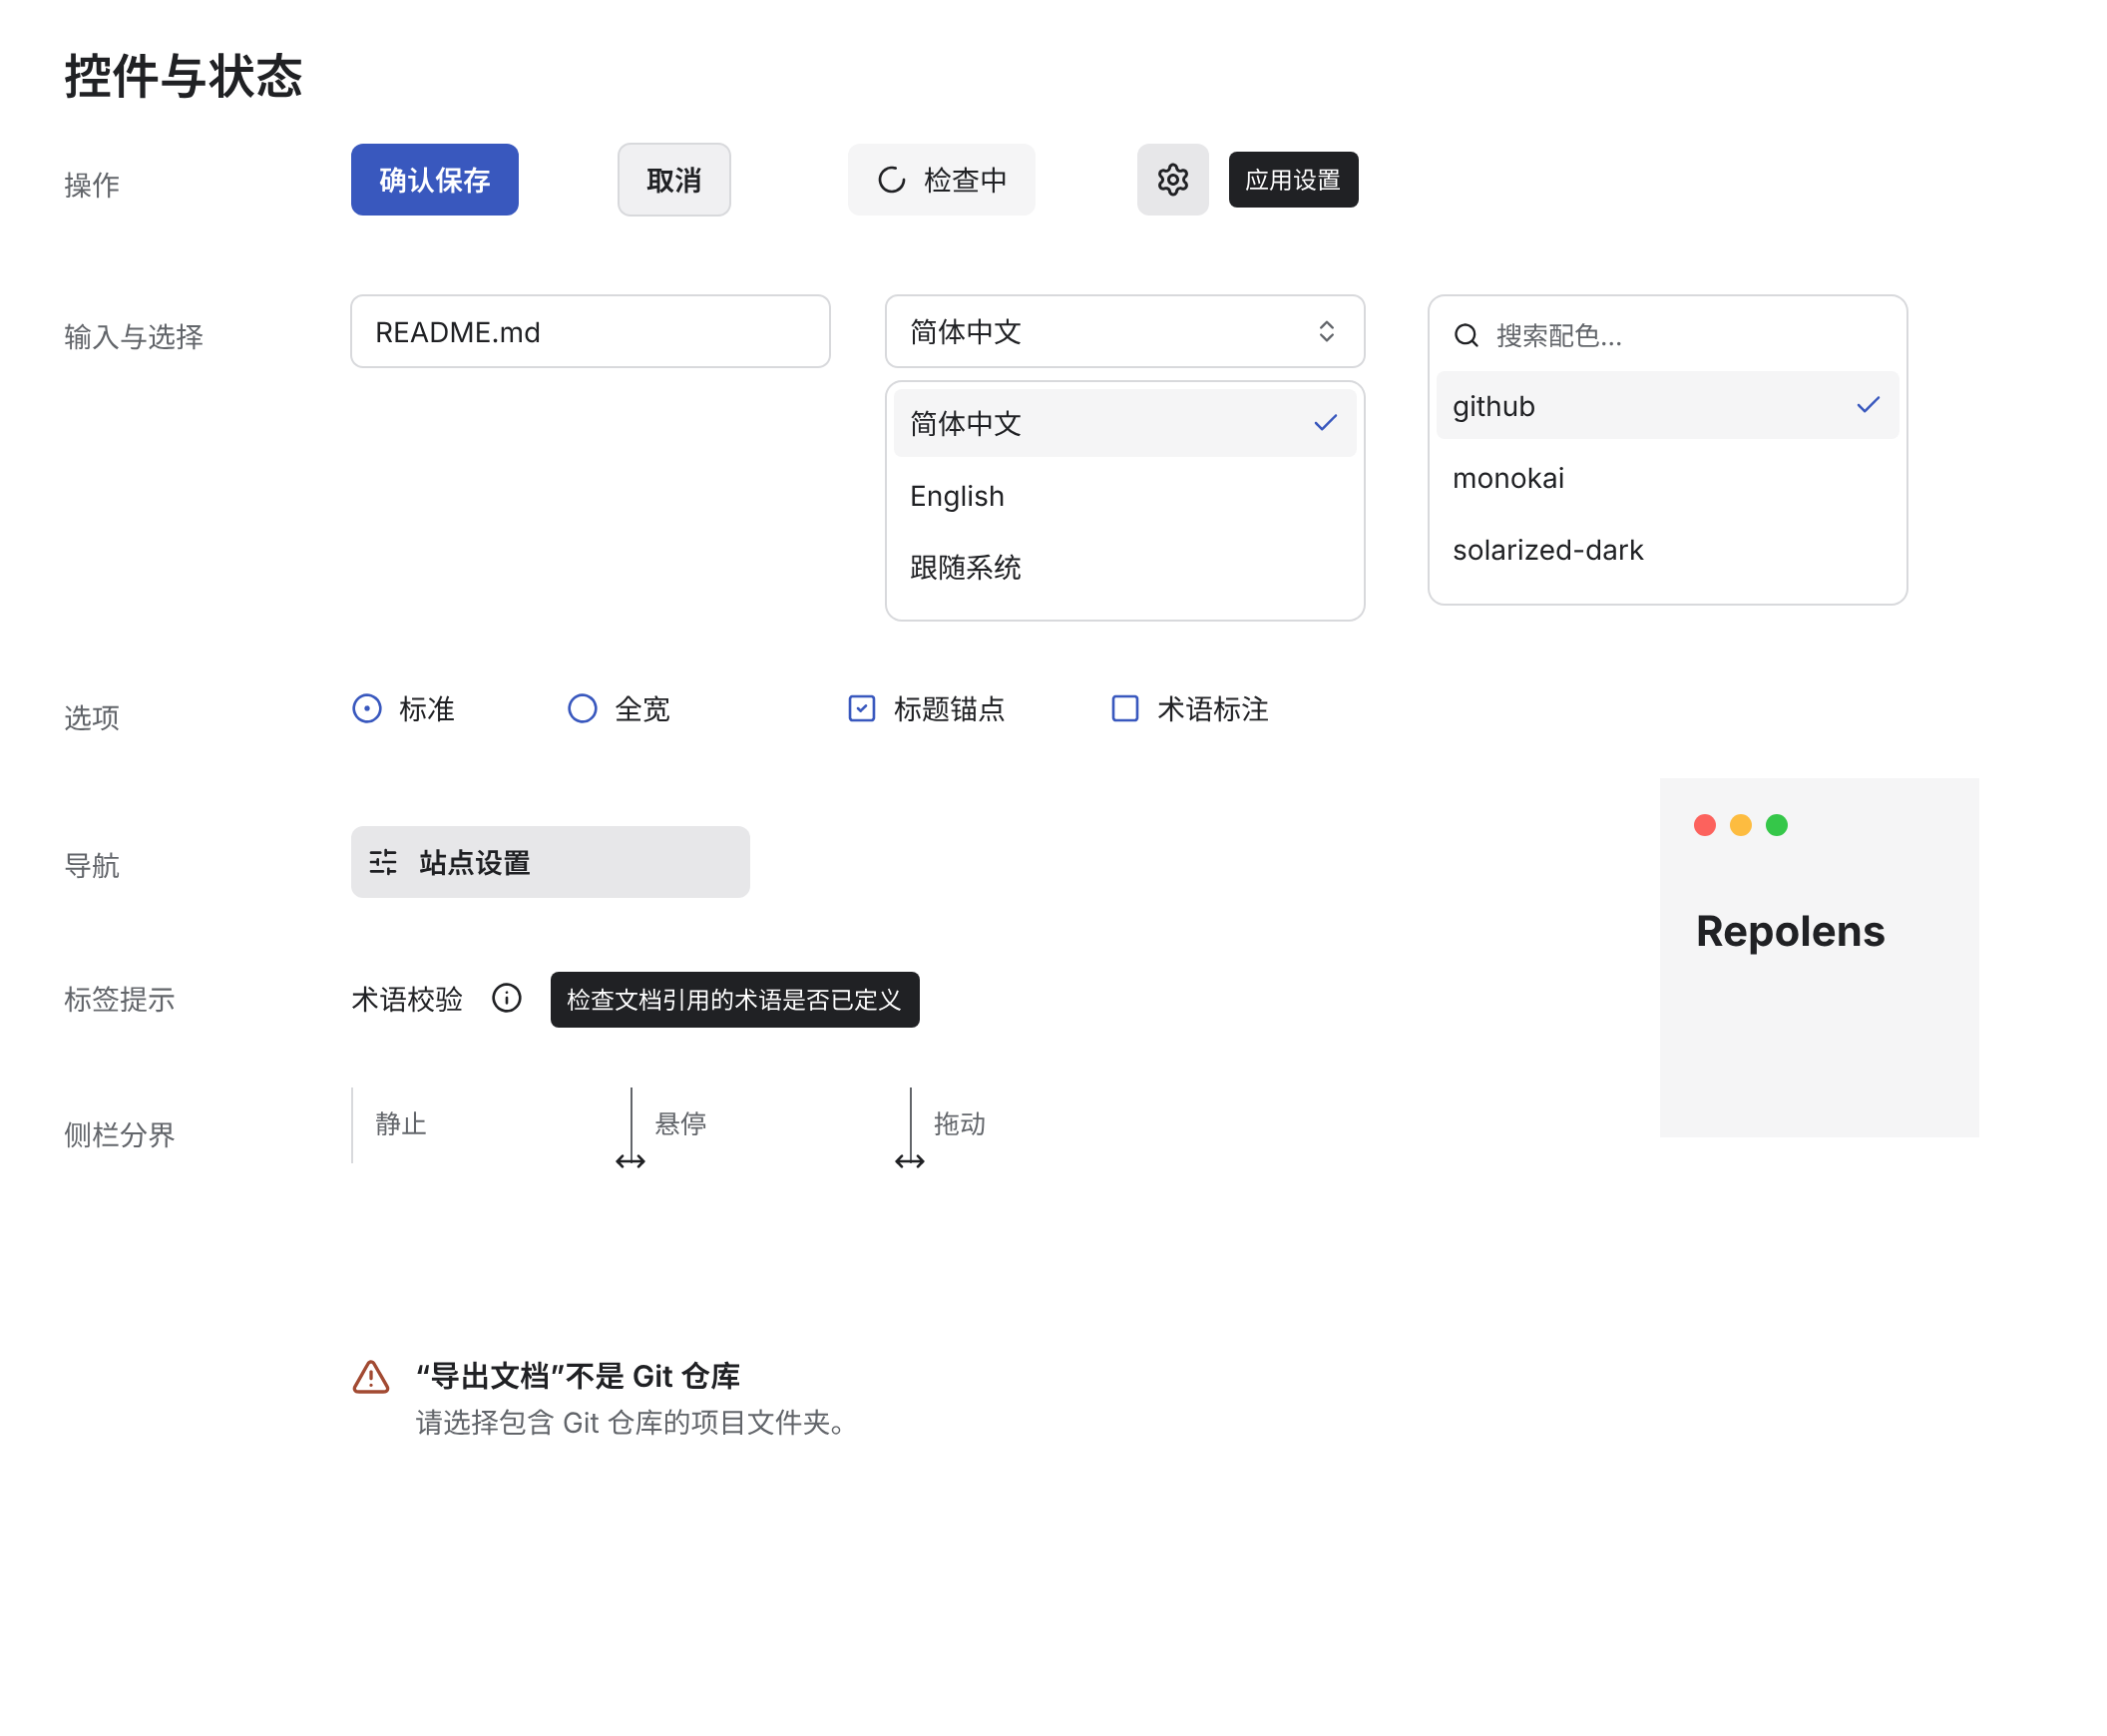 控件与状态
操作
确认保存
取消
检查中
应用设置
输入与选择
README.md
简体中文
简体中文
English
跟随系统
搜索配色...
github
monokai
solarized-dark
选项
标准
全宽
标题锚点
术语标注
导航
站点设置
Repolens
标签提示
术语校验
检查文档引用的术语是否已定义
侧栏分界
静止
悬停
拖动
“导出文档”不是 Git 仓库
请选择包含 Git 仓库的项目文件夹。